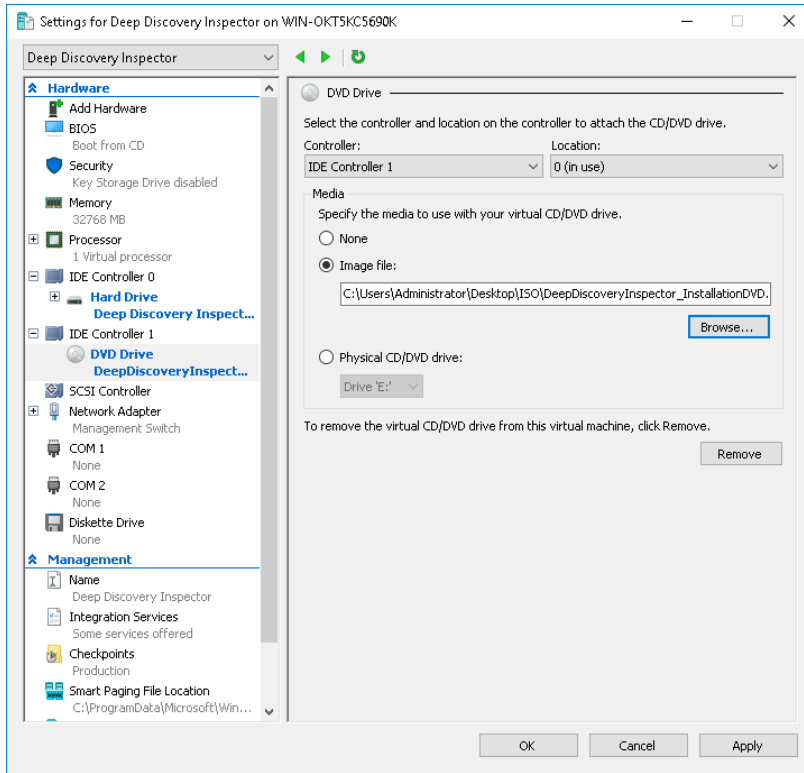 Settings for Deep Discovery Inspector on WIN-OKT5KC5690K
Deep Discovery Inspector
Hardware
Add Hardware
BIOS
Boot from CD
Security
Key Storage Drive disabled
Memory
32768 MB
Processor
1 Virtual processor
IDE Controller 0
Hard Drive
Deep Discovery Inspect...
IDE Controller 1
DVD Drive
DeepDiscoveryInspect...
SCSI Controller
Network Adapter
Management Switch
COM 1
None
COM 2
None
Diskette Drive
None
Management
Name
Deep Discovery Inspector
Integration Services
Some services offered
Checkpoints
Production
Smart Paging File Location
C:\ProgramData\Microsoft\Win...
DVD Drive
Select the controller and location on the controller to attach the CD/DVD drive.
Controller: Location:
IDE Controller 1 0 (in use)
Media
Specify the media to use with your virtual CD/DVD drive.
None
Image file:
C:\Users\Administrator\Desktop\ISO\DeepDiscoveryInspector_InstallationDVD.
Browse...
Physical CD/DVD drive:
Drive 'E:'
To remove the virtual CD/DVD drive from this virtual machine, click Remove.
Remove
OK Cancel Apply